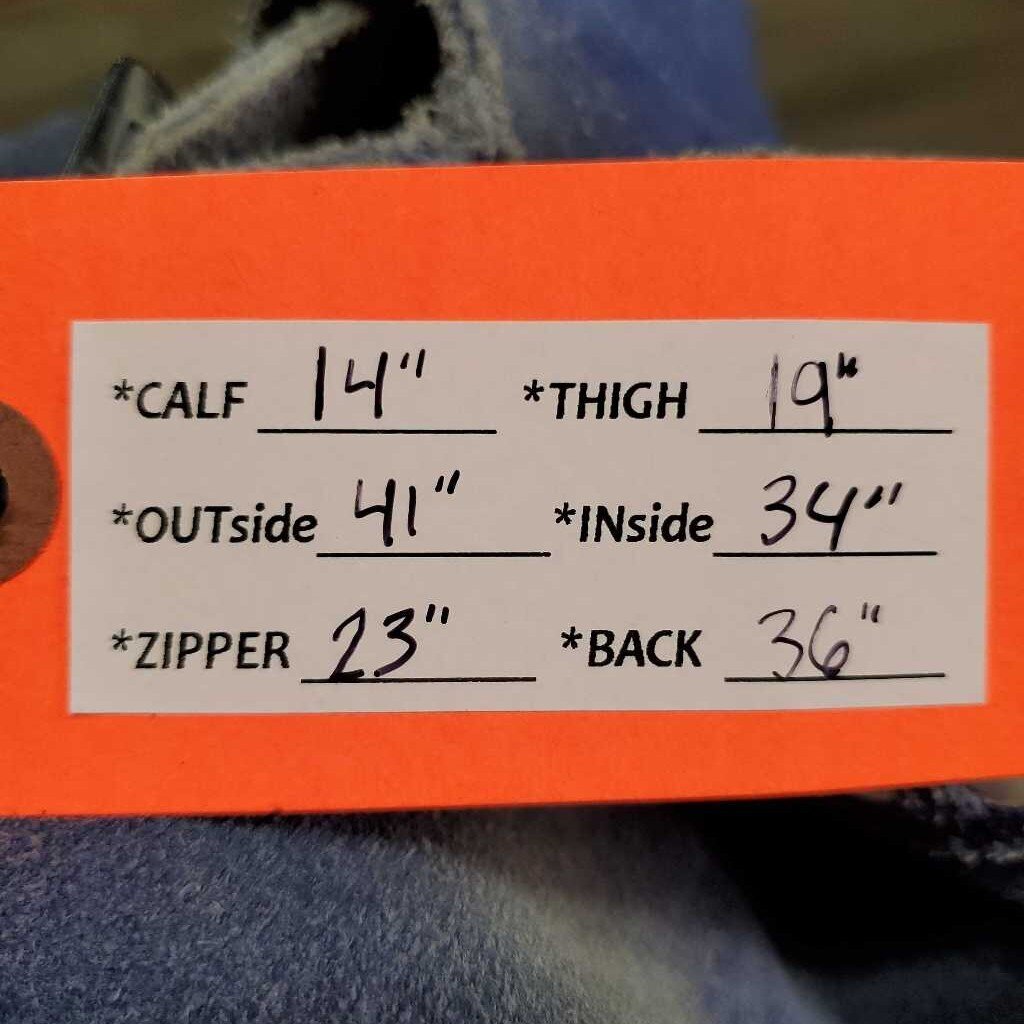 *CALF 14" *THIGH 19"
*OUTside 41" *INside 34"
*ZIPPER 23" *BACK 36"